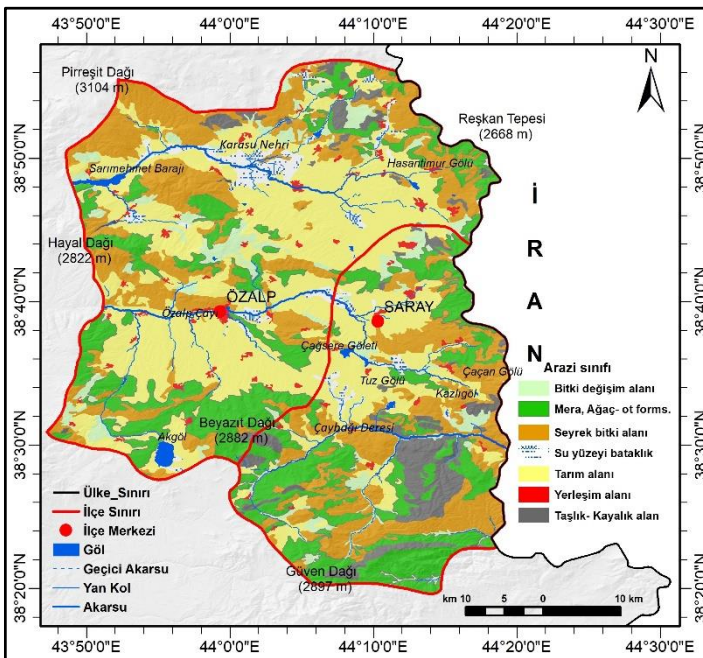 43°50'0"E
44°0'0"E
44°10'0"E
44°20'0"E
44°30'0"E
Pirreşit Dağı
(3104 m)
N
Reşkan Tepesi
(2668 m)
38°50'0"N
38°50'0"N
Karasu Nehri
Sarımehmet Barajı
Hasantimur Gölü
İ
R
A
N
Hayal Dağı
(2822 m)
38°40'0"N
38°40'0"N
ÖZALP
SARAY
Özalp Çayı
Çağsere Göleti
Tuz Gölü
Çaçan Gölü
Kazlıgöl
Beyazıt Dağı
(2882 m)
Akgöl
Çaybağı Deresi
38°30'0"N
38°30'0"N
Güven Dağı
(2897 m)
38°20'0"N
38°20'0"N
Arazi sınıfı
Bitki değişim alanı
Mera, Ağaç- ot forms.
Seyrek bitki alanı
Su yüzeyi bataklık
Tarım alanı
Yerleşim alanı
Taşlık- Kayalık alan
Ülke_Sınırı
İlçe Sınırı
İlçe Merkezi
Göl
Geçici Akarsu
Yan Kol
Akarsu
km 10 5 0 10 km
43°50'0"E
44°0'0"E
44°10'0"E
44°20'0"E
44°30'0"E